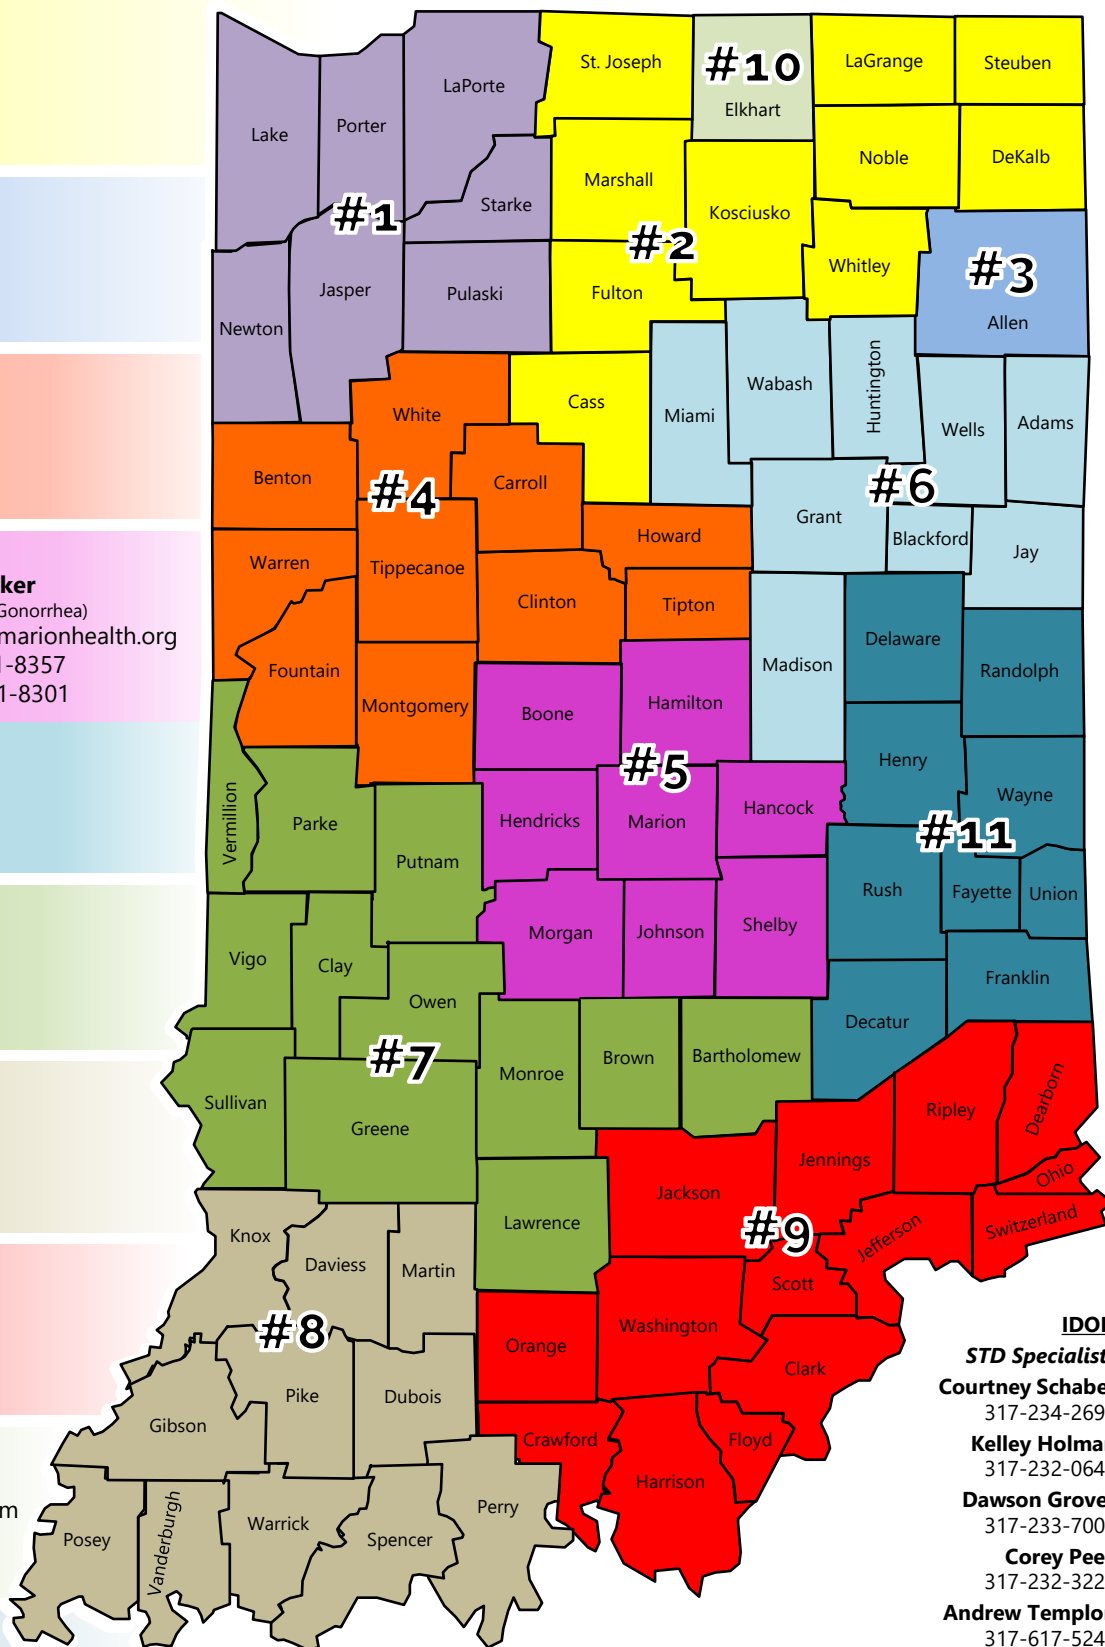 St. Joseph
#10
Elkhart
LaGrange
Steuben
LaPorte
Lake
Porter
Noble
DeKalb
Marshall
Starke
#1
Kosciusko
#2
Whitley
#3
Jasper
Pulaski
Fulton
Allen
Newton
White
Cass
Wabash
Huntington
Miami
Wells
Adams
Benton
#4
Carroll
#6
Grant
Blackford
Jay
Howard
Warren
Tippecanoe
Clinton
Tipton
ker
Gonorrhea)
marionhealth.org
1-8357
1-8301
Delaware
Madison
Randolph
Fountain
Montgomery
Boone
Hamilton
#5
Henry
Wayne
Vermillion
Parke
Hendricks
Marion
Hancock
#11
Putnam
Rush
Fayette
Union
Morgan
Johnson
Shelby
Vigo
Clay
Owen
Franklin
Decatur
#7
Monroe
Brown
Bartholomew
Sullivan
Greene
Ripley
Dearborn
Jennings
Ohio
Jackson
Lawrence
#9
Jefferson
Switzerland
Knox
Daviess
Martin
Scott
#8
Orange
Washington
Clark
Pike
Dubois
Gibson
Crawford
Floyd
Harrison
Perry
Posey
Vanderburgh
Warrick
Spencer
m
IDO
STD Specialist
Courtney Schabe
317-234-269
Kelley Holma
317-232-064
Dawson Grove
317-233-700
Corey Pee
317-232-322
Andrew Templo
317-617-524